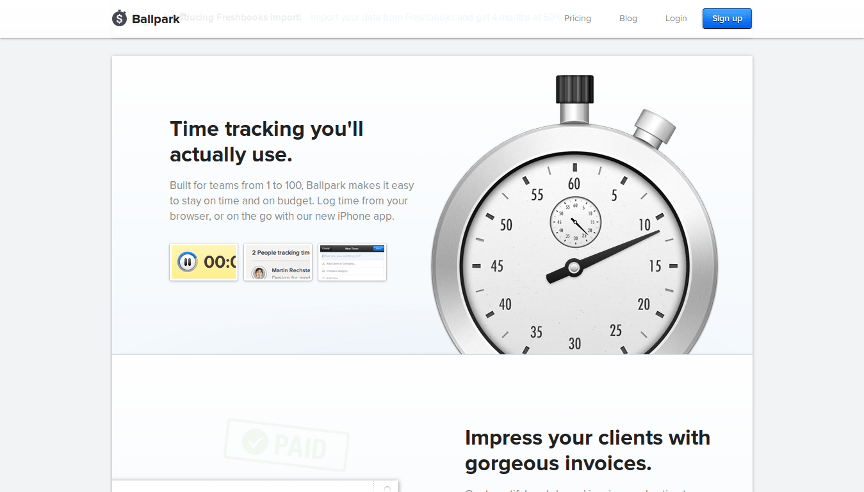 Ballpark
ducing Freshbooks Import! Import your data from Freshbooks and get 4 months at 50%
Pricing
Blog
Login
Sign up
Time tracking you'll
actually use.
Built for teams from 1 to 100, Ballpark makes it easy
to stay on time and on budget. Log time from your
browser, or on the go with our new iPhone app.
00:0
2 People tracking tim
Martin Rechste
60
5
10
15
20
25
30
35
45
50
55
PAID
Impress your clients with
gorgeous invoices.